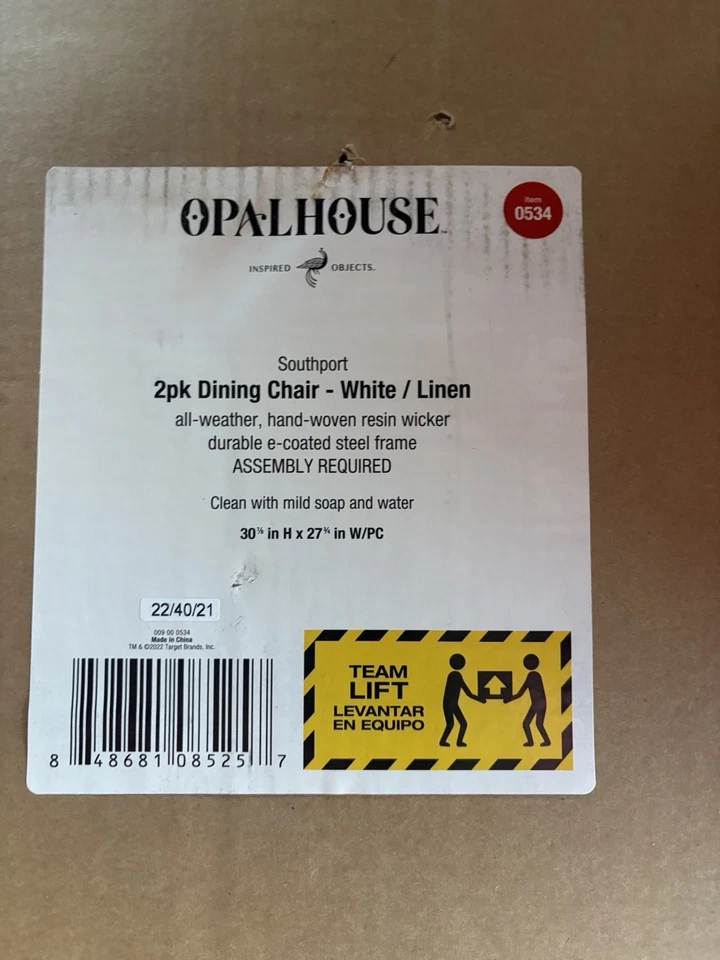 OPALHOUSE™
item
0534
INSPIRED OBJECTS.
Southport
2pk Dining Chair - White / Linen
all-weather, hand-woven resin wicker
durable e-coated steel frame
ASSEMBLY REQUIRED
Clean with mild soap and water
30⅞ in H x 27¾ in W/PC
22/40/21
009 00 0534
Made in China
TM & ©2022 Target Brands, Inc.
8 48681 08525 7
TEAM
LIFT
LEVANTAR
EN EQUIPO